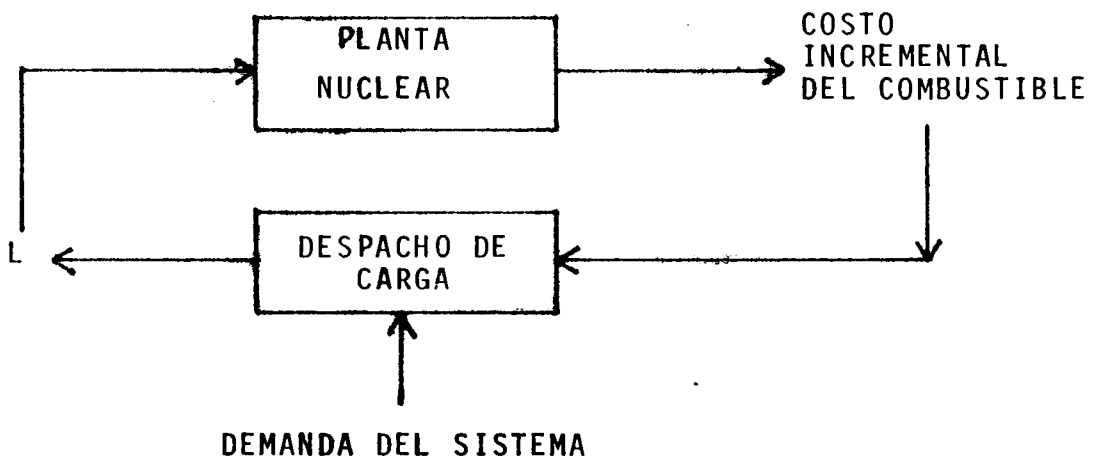 PLANTA
NUCLEAR
COSTO
INCREMENTAL
DEL COMBUSTIBLE
L
DESPACHO DE
CARGA
DEMANDA DEL SISTEMA